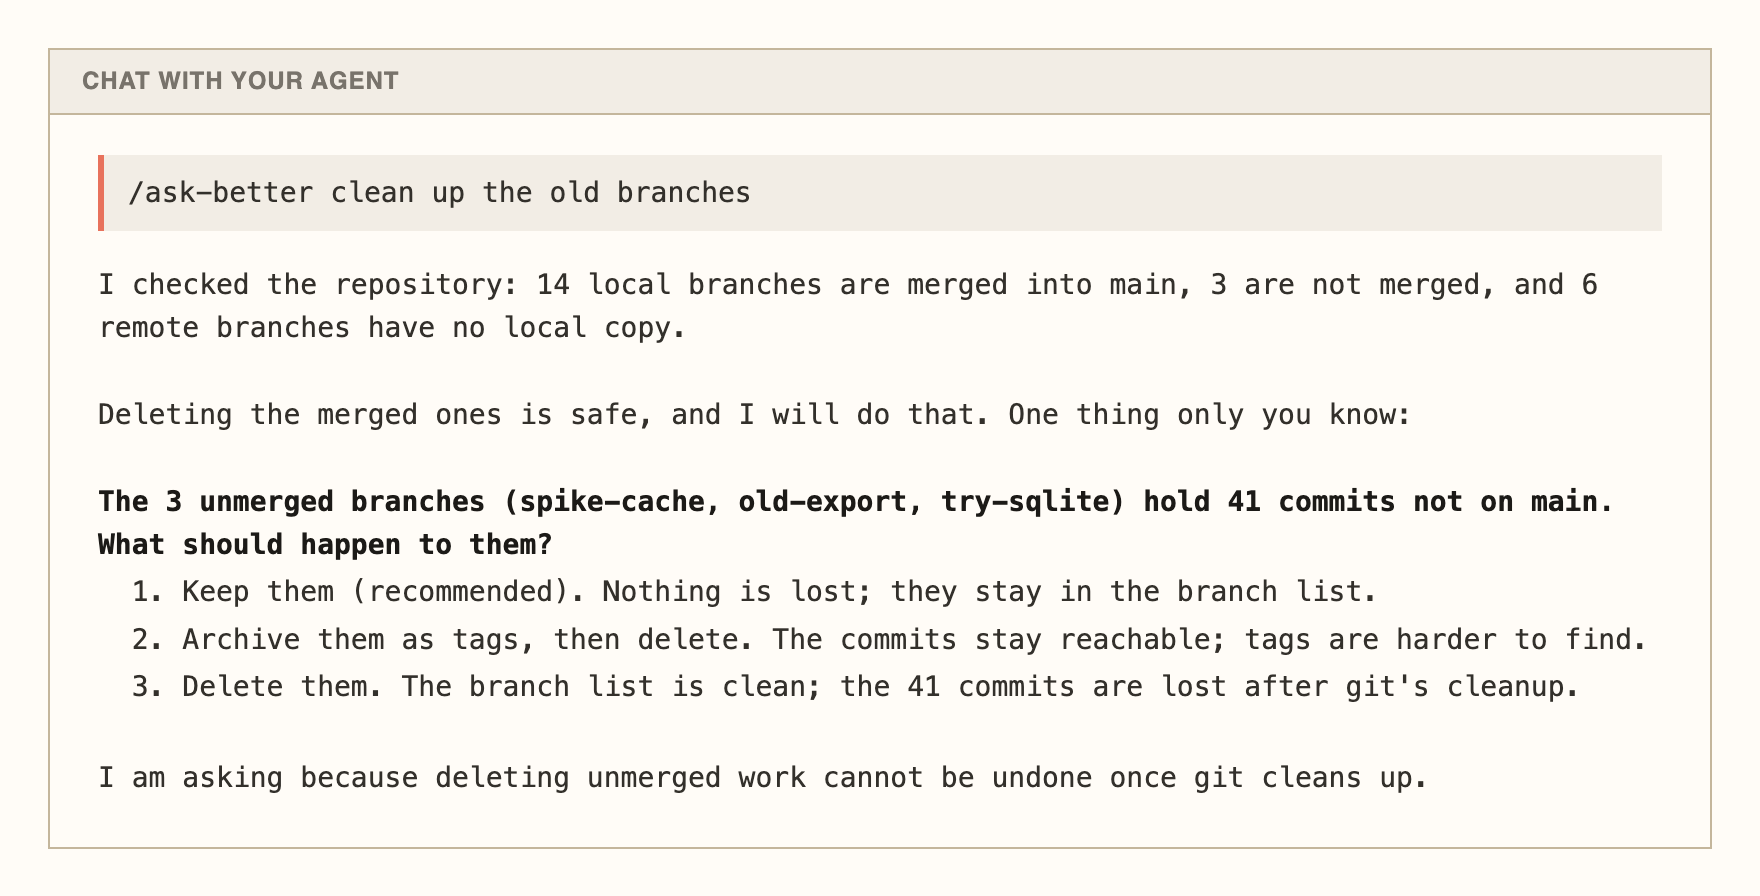 CHAT WITH YOUR AGENT
/ask-better clean up the old branches
I checked the repository: 14 local branches are merged into main, 3 are not merged, and 6
remote branches have no local copy.
Deleting the merged ones is safe, and I will do that. One thing only you know:
The 3 unmerged branches (spike-cache, old-export, try-sqlite) hold 41 commits not on main.
What should happen to them?
1. Keep them (recommended). Nothing is lost; they stay in the branch list.
2. Archive them as tags, then delete. The commits stay reachable; tags are harder to find.
3. Delete them. The branch list is clean; the 41 commits are lost after git's cleanup.
I am asking because deleting unmerged work cannot be undone once git cleans up.